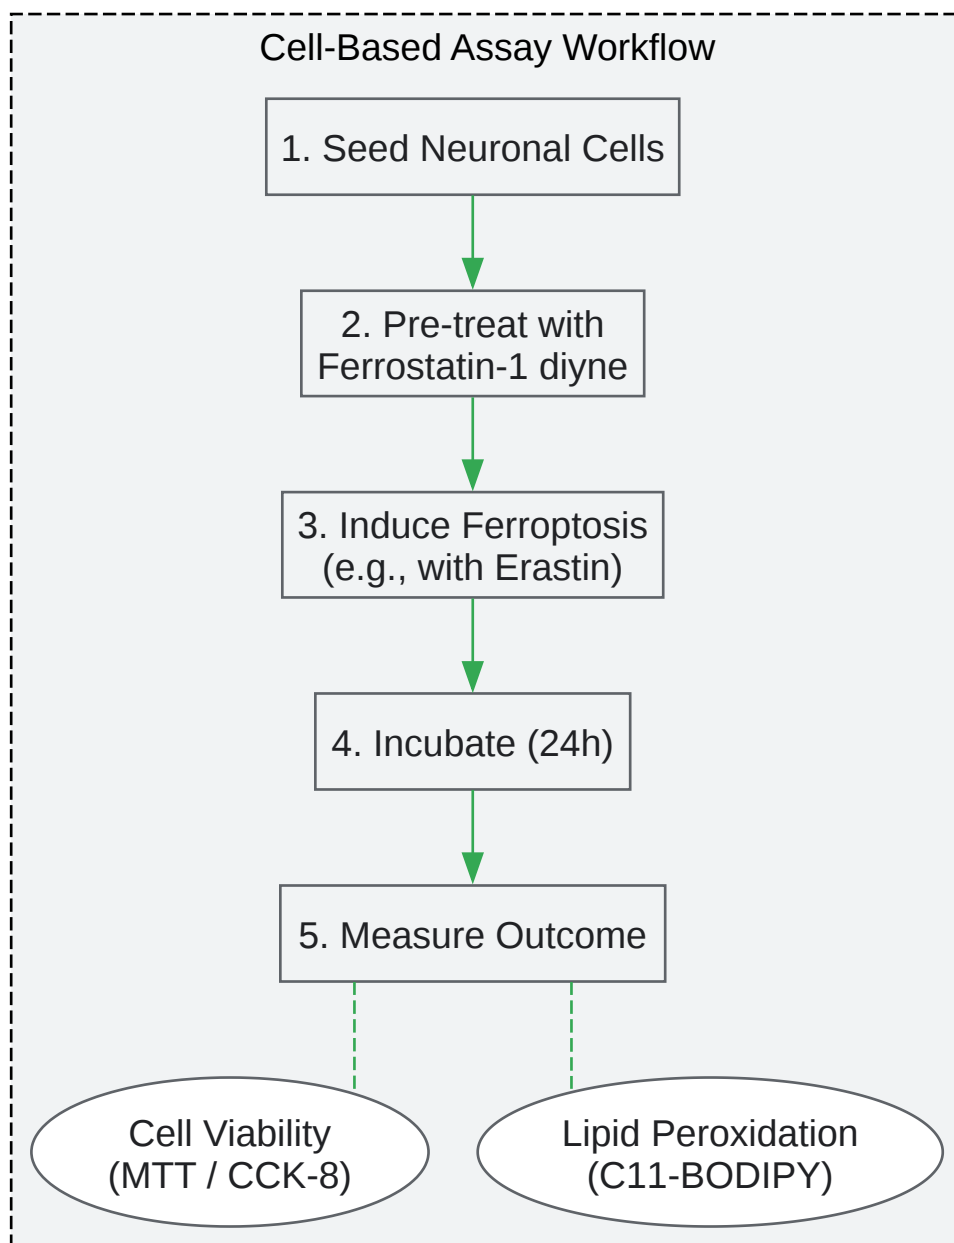 Cell-Based Assay Workflow
1. Seed Neuronal Cells
2. Pre-treat with
Ferrostatin-1 diyne
3. Induce Ferroptosis
(e.g., with Erastin)
4. Incubate (24h)
5. Measure Outcome
Cell Viability
(MTT / CCK-8)
Lipid Peroxidation
(C11-BODIPY)